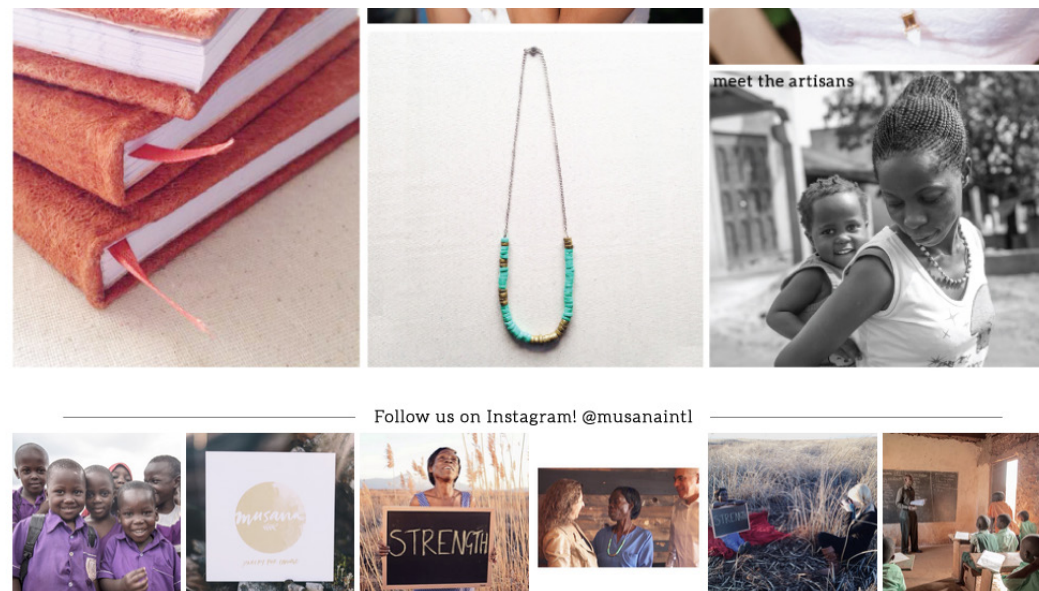 meet the artisans
Follow us on Instagram! @musanaintl
musana
STRENGTH
STRENGTH